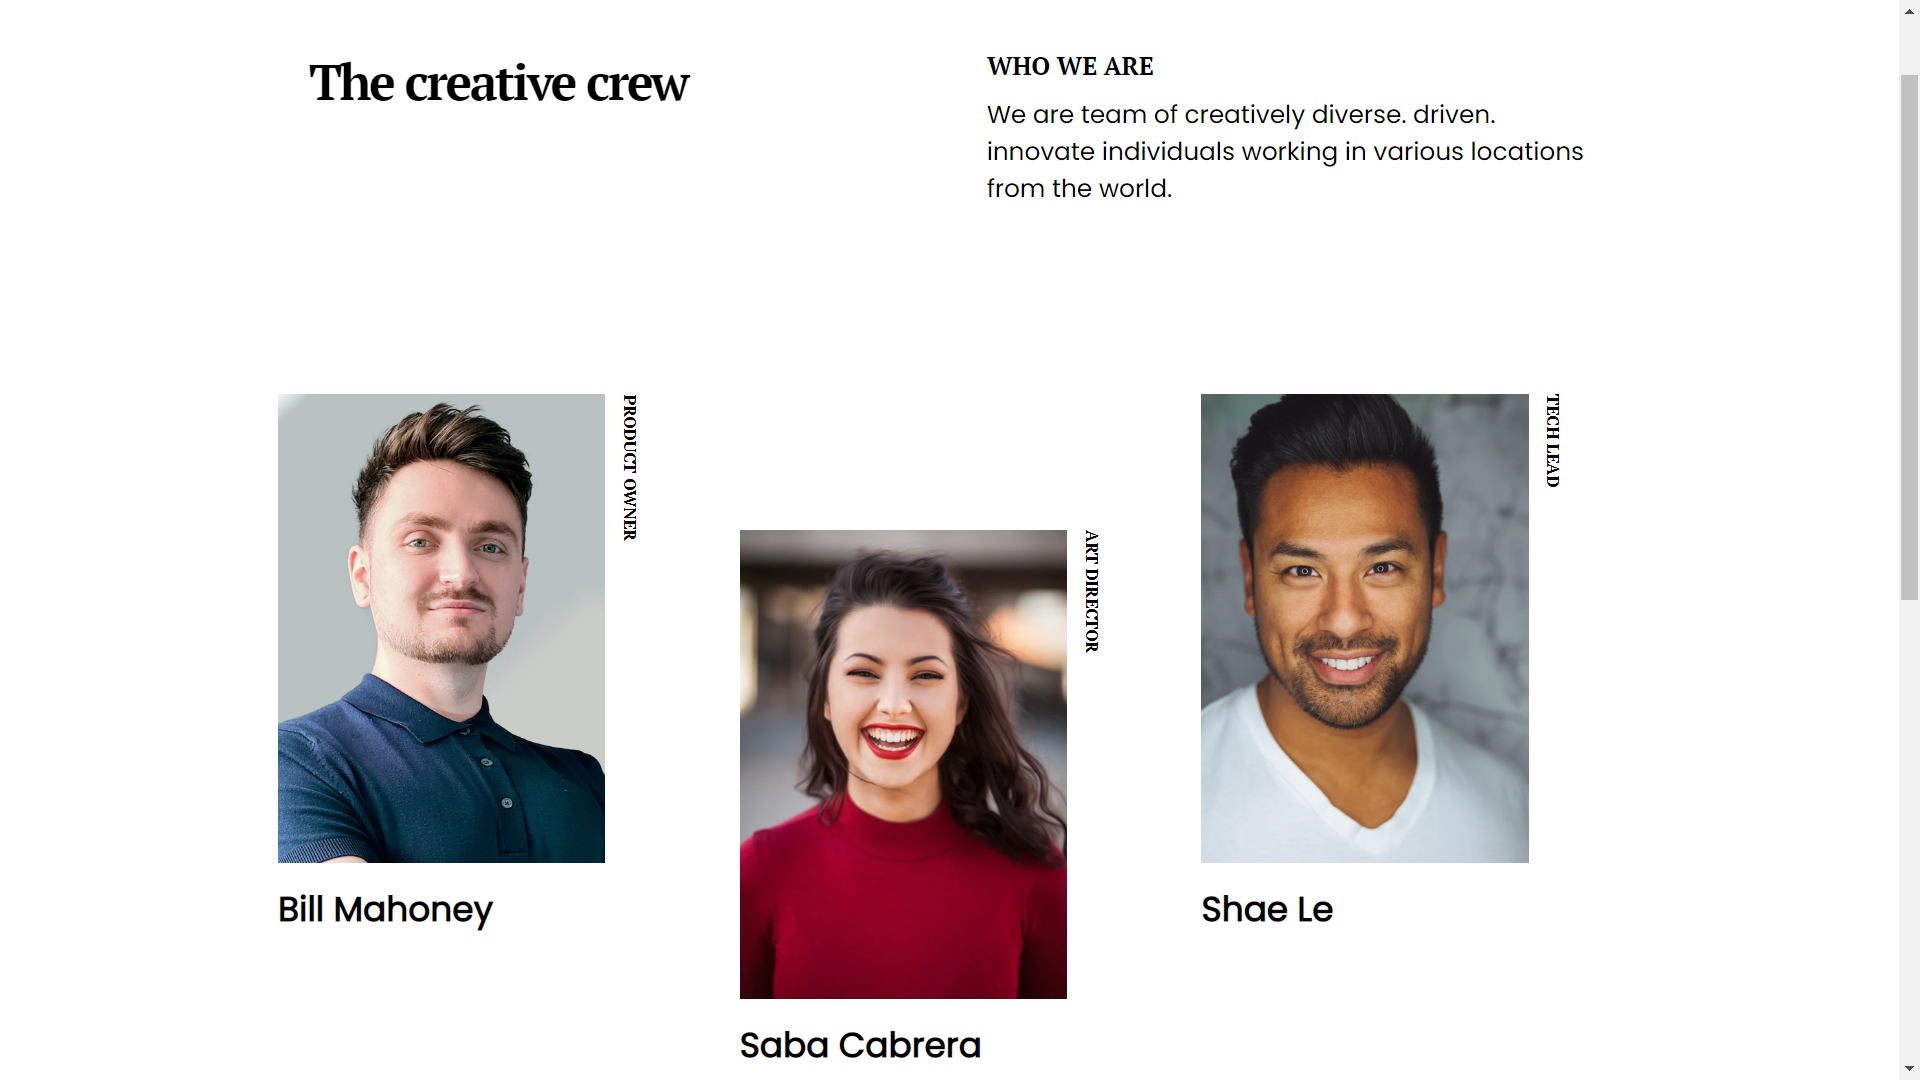 The creative crew
WHO WE ARE
We are team of creatively diverse. driven.
innovate individuals working in various locations
from the world.
PRODUCT OWNER
Bill Mahoney
ART DIRECTOR
Saba Cabrera
TECH LEAD
Shae Le